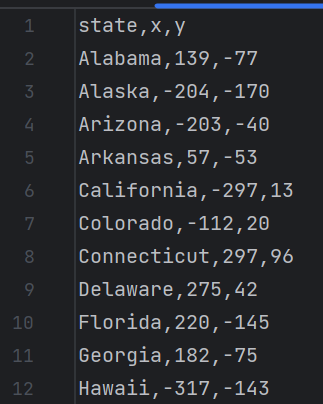 1 state,x,y
2 Alabama,139,-77
3 Alaska,-204,-170
4 Arizona,-203,-40
5 Arkansas,57,-53
6 California,-297,13
7 Colorado,-112,20
8 Connecticut,297,96
9 Delaware,275,42
10 Florida,220,-145
11 Georgia,182,-75
12 Hawaii,-317,-143